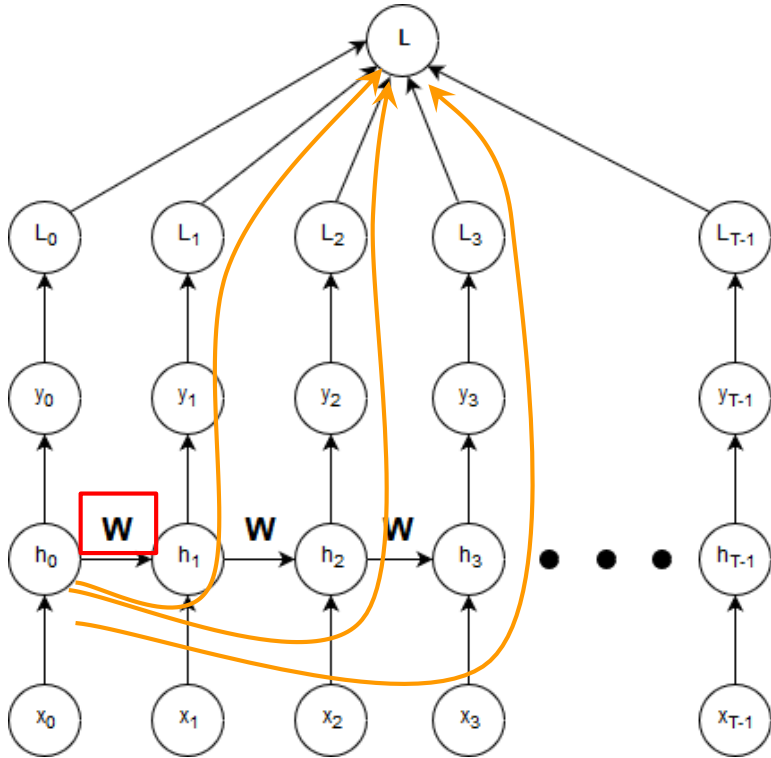 L
L0 L1 L2 L3 LT-1
y0 y1 y2 y3 yT-1
W W W
h0 h1 h2 h3 hT-1
x0 x1 x2 x3 xT-1